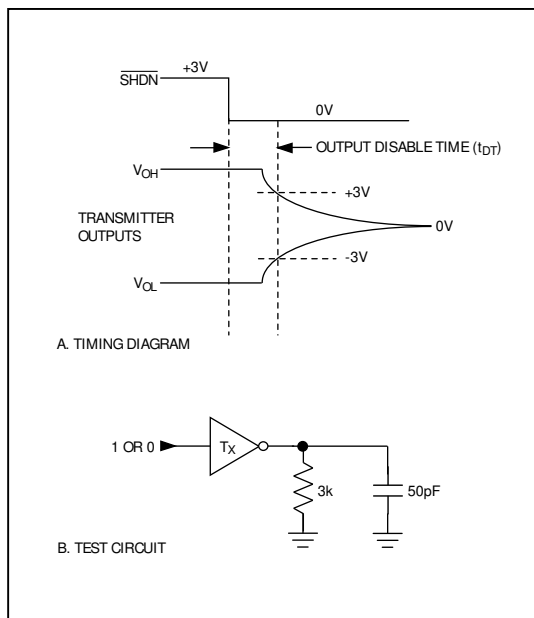 +3V
SHDN
0V
OUTPUT DISABLE TIME (tDT)
VOH
+3V
TRANSMITTER
OUTPUTS
0V
-3V
VOL
A. TIMING DIAGRAM
1 OR 0
TX
3k
50pF
B. TEST CIRCUIT